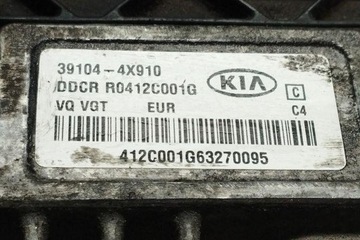 39104-4X910
DDCR R0412C001G
KIA
C
VQ VGT EUR
C4
412C001G63270095